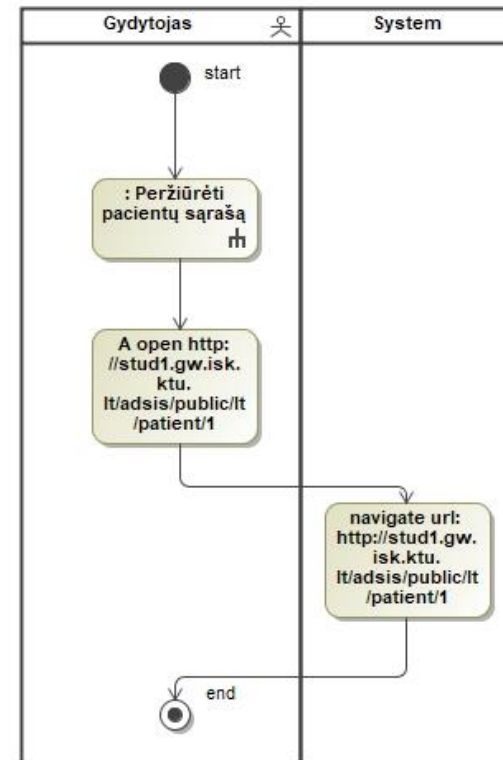 Gydytojas
System
start
: Peržiūrėti
pacientų sąrašą
A open http:
//stud1.gw.isk.
ktu.
lt/adsis/public/lt
/patient/1
navigate url:
http://stud1.gw.
isk.ktu.
lt/adsis/public/lt
/patient/1
end